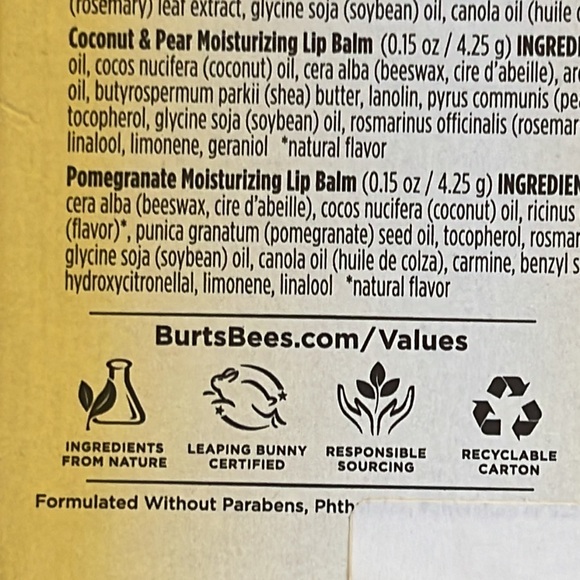 (rosemary) leaf extract, glycine soja (soybean) oil, canola oil (huile
Coconut & Pear Moisturizing Lip Balm (0.15 oz / 4.25 g) INGREDI
oil, cocos nucifera (coconut) oil, cera alba (beeswax, cire d'abeille),
oil, butyrospermum parkii (shea) butter, lanolin, pyrus communis (pe
tocopherol, glycine soja (soybean) oil, rosmarinus officinalis (rosemar
linalool, limonene, geraniol *natural flavor
Pomegranate Moisturizing Lip Balm (0.15 oz / 4.25 g) INGREDIEN
cera alba (beeswax, cire d'abeille), cocos nucifera (coconut) oil, ricinus
(flavor)*, punica granatum (pomegranate) seed oil, tocopherol, rosmar
glycine soja (soybean) oil, canola oil (huile de colza), carmine, benzyl s
hydroxycitronellal, limonene, linalool *natural flavor
BurtsBees.com/Values
INGREDIENTS
FROM NATURE
LEAPING BUNNY
CERTIFIED
RESPONSIBLE
SOURCING
RECYCLABLE
CARTON
Formulated Without Parabens, Phth